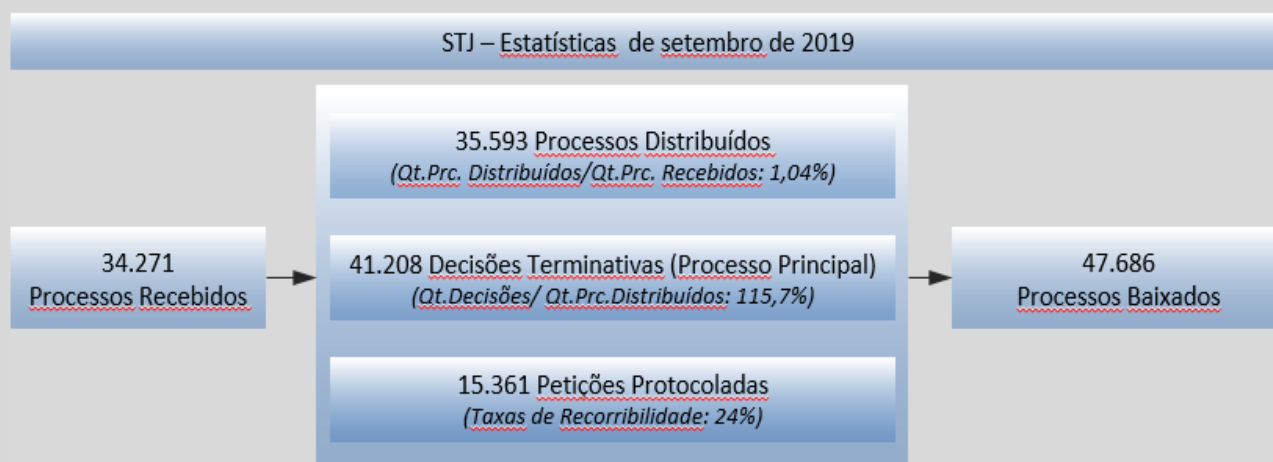 STJ – Estatísticas de setembro de 2019
34.271
Processos Recebidos
35.593 Processos Distribuídos
(Qt.Prc. Distribuídos/Qt.Prc. Recebidos: 1,04%)
41.208 Decisões Terminativas (Processo Principal)
(Qt.Decisões/ Qt.Prc.Distribuídos: 115,7%)
15.361 Petições Protocoladas
(Taxas de Recorribilidade: 24%)
47.686
Processos Baixados